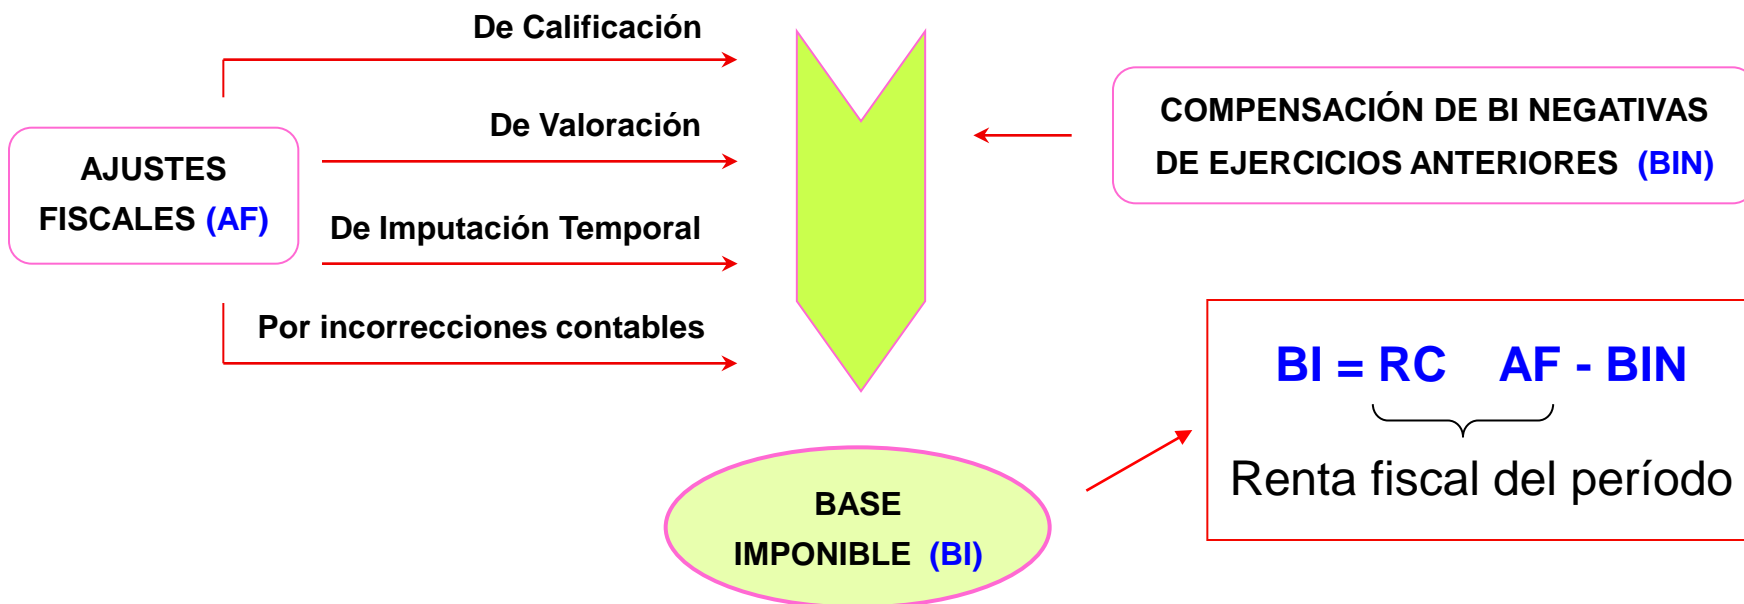 De Calificación
De Valoración
AJUSTES
FISCALES (AF)
De Imputación Temporal
Por incorrecciones contables
COMPENSACIÓN DE BI NEGATIVAS
DE EJERCICIOS ANTERIORES (BIN)
BASE
IMPONIBLE (BI)
BI = RC AF - BIN
Renta fiscal del período